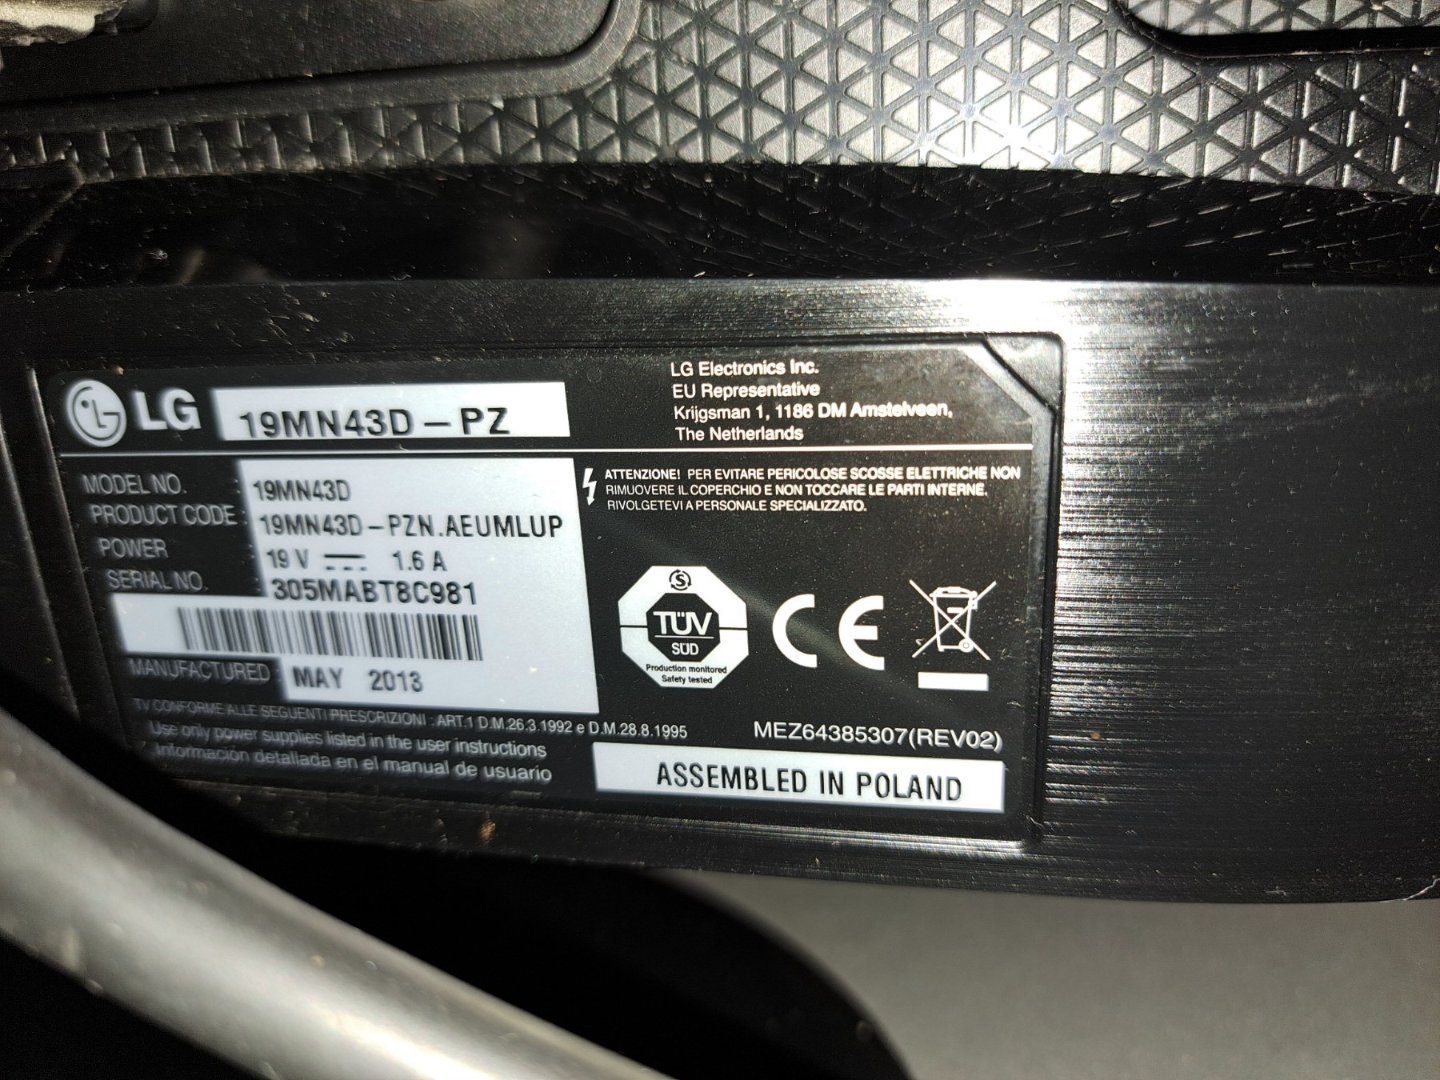 LG 19MN43D-PZ
LG Electronics Inc.
EU Representative
Krijgsman 1, 1186 DM Amstelveen,
The Netherlands
MODEL NO. : 19MN43D
PRODUCT CODE : 19MN43D-PZN.AEUMLUP
POWER 19 V ⎓ 1.6 A
SERIAL NO. 305MABT8C981
MANUFACTURED MAY 2013
ATTENZIONE! PER EVITARE PERICOLOSE SCOSSE ELETTRICHE NON
RIMUOVERE IL COPERCHIO E NON TOCCARE LE PARTI INTERNE.
RIVOLGETEVI A PERSONALE SPECIALIZZATO.
S
TÜV
SÜD
Production monitored
Safety tested
CE
TV CONFORME ALLE SEGUENTI PRESCRIZIONI : ART.1 D.M.26.3.1992 e D.M.28.8.1995
Use only power supplies listed in the user instructions
Información detallada en el manual de usuario
MEZ64385307(REV02)
ASSEMBLED IN POLAND